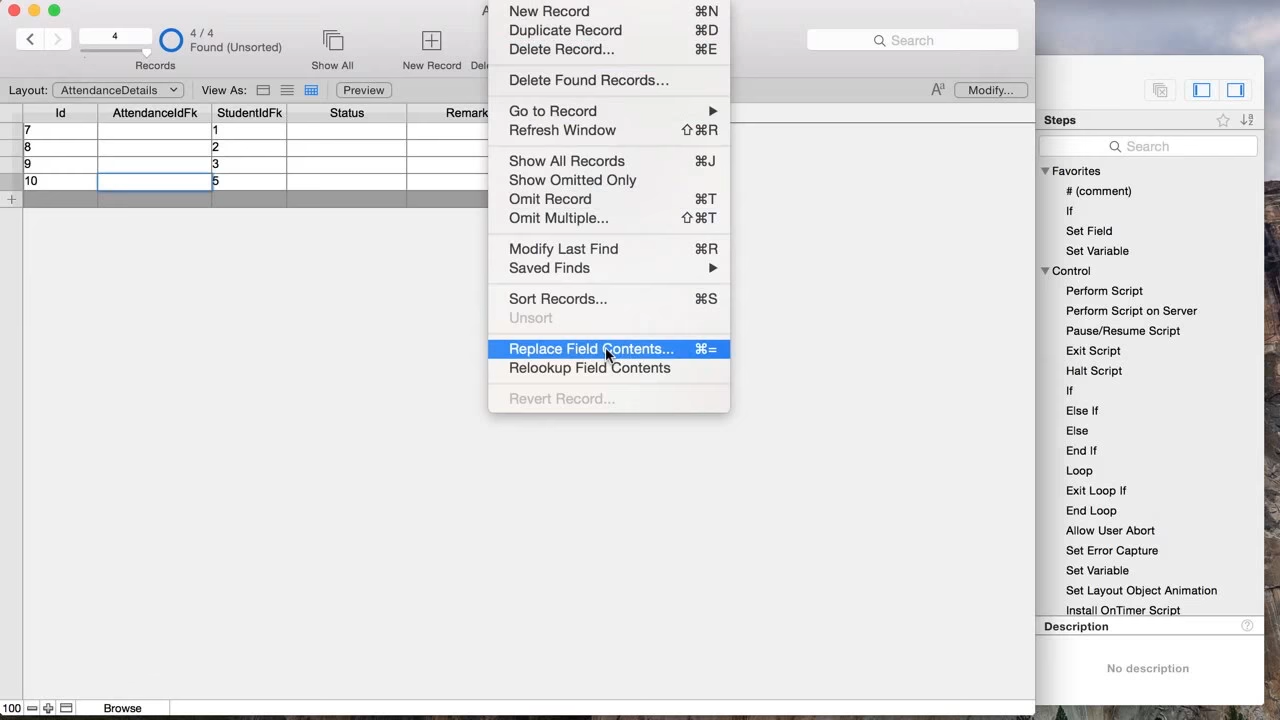 4
4 / 4
Found (Unsorted)
Records
Show All
New Record
Search
Layout:
AttendanceDetails
View As:
Preview
Modify...
Id
AttendanceIdFk
StudentIdFk
Status
7
1
8
2
9
3
10
5
New Record ⌘N
Duplicate Record ⌘D
Delete Record... ⌘E
Delete Found Records...
Go to Record
Refresh Window ⇧⌘R
Show All Records ⌘J
Show Omitted Only
Omit Record ⌘T
Omit Multiple... ⇧⌘T
Modify Last Find ⌘R
Saved Finds
Sort Records... ⌘S
Unsort
Replace Field Contents... ⌘=
Relookup Field Contents
Revert Record...
Steps
Search
Favorites
# (comment)
If
Set Field
Set Variable
Control
Perform Script
Perform Script on Server
Pause/Resume Script
Exit Script
Halt Script
If
Else If
Else
End If
Loop
Exit Loop If
End Loop
Allow User Abort
Set Error Capture
Set Variable
Set Layout Object Animation
Install OnTimer Script
Description
No description
100
Browse